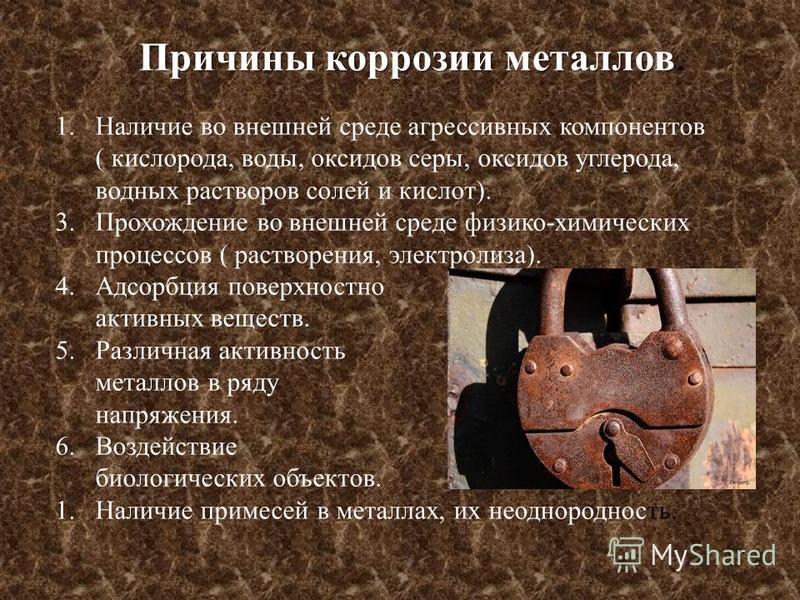 Причины коррозии металлов.
1. Наличие во внешней среде агрессивных компонентов
( кислорода, воды, оксидов серы, оксидов углерода,
водных растворов солей и кислот).
3. Прохождение во внешней среде физико-химических
процессов ( растворения, электролиза).
4. Адсорбция поверхностно
активных веществ.
5. Различная активность
металлов в ряду
напряжения.
6. Воздействие
биологических объектов.
1. Наличие примесей в металлах, их неоднородность.
MyShared